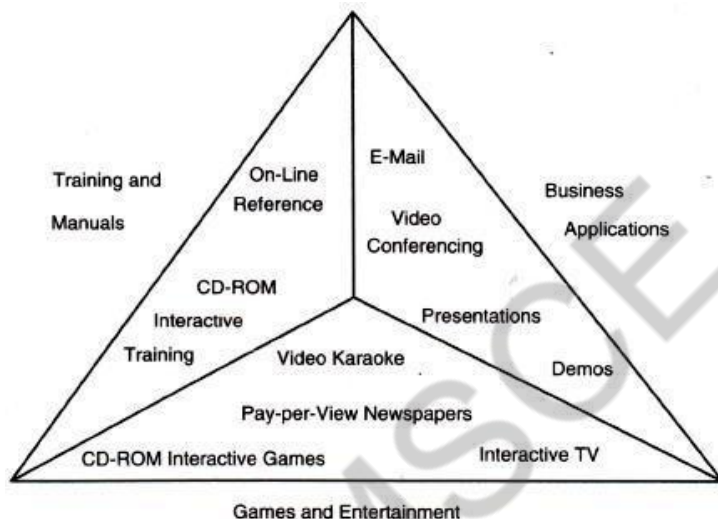 Training and
Manuals
On-Line
Reference
CD-ROM
Interactive
Training
E-Mail
Video
Conferencing
Presentations
Demos
Business
Applications
Video Karaoke
Pay-per-View Newspapers
CD-ROM Interactive Games
Interactive TV
Games and Entertainment
MSCE